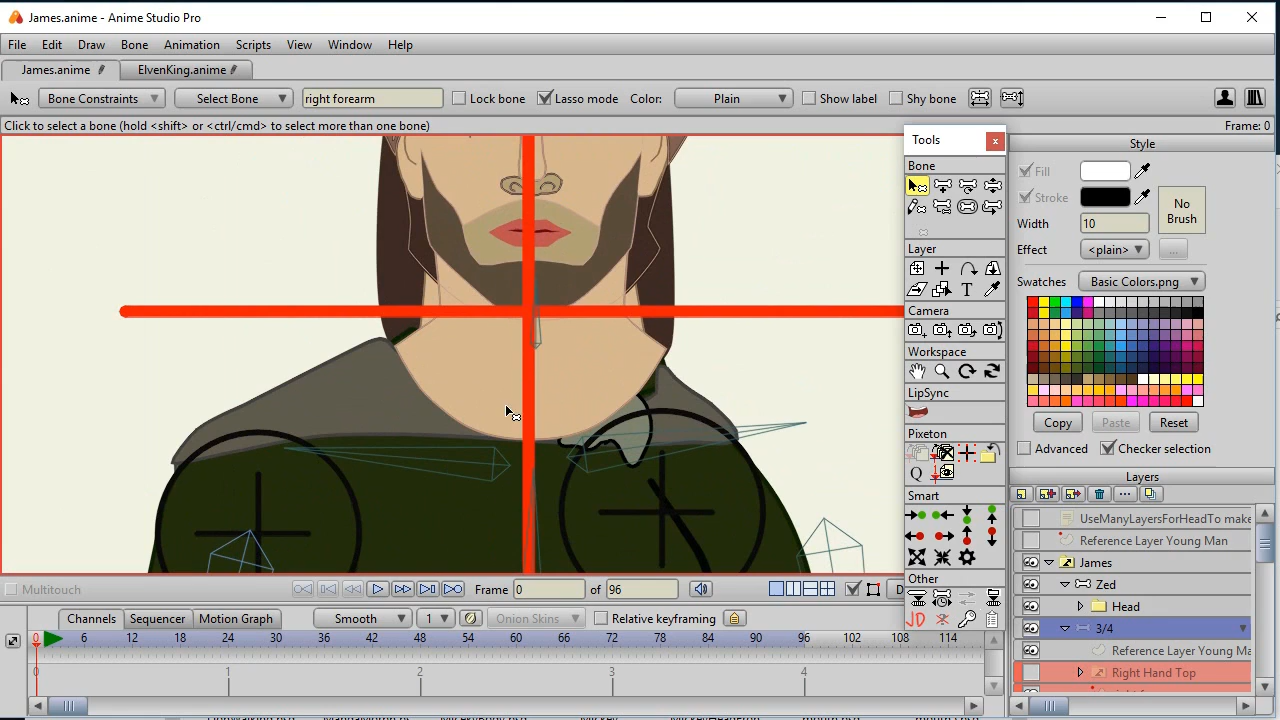 James.anime - Anime Studio Pro
File Edit Draw Bone Animation Scripts View Window Help
James.anime ElvenKing.anime
Bone Constraints Select Bone right forearm Lock bone Lasso mode Color: Plain Show label Shy bone
Click to select a bone (hold <shift> or <ctrl/cmd> to select more than one bone) Frame: 0
Tools x
Style
Bone
Fill
Stroke
No Brush
Width 10
Effect <plain> ...
Layer
T
Swatches Basic Colors.png
Camera
Workspace
LipSync
Copy Paste Reset
Pixeton
Advanced Checker selection
Q
Layers
Smart
UseManyLayersForHeadTo make
Reference Layer Young Man
James
Other
Zed
Multitouch Frame 0 of 96 D
Head
Channels Sequencer Motion Graph Smooth 1 Onion Skins Relative keyframing
JD
3/4
0 6 12 18 24 30 36 42 48 54 60 66 72 78 84 90 96 102 108 114
Reference Layer Young Ma
0 1 2 3 4
Right Hand Top